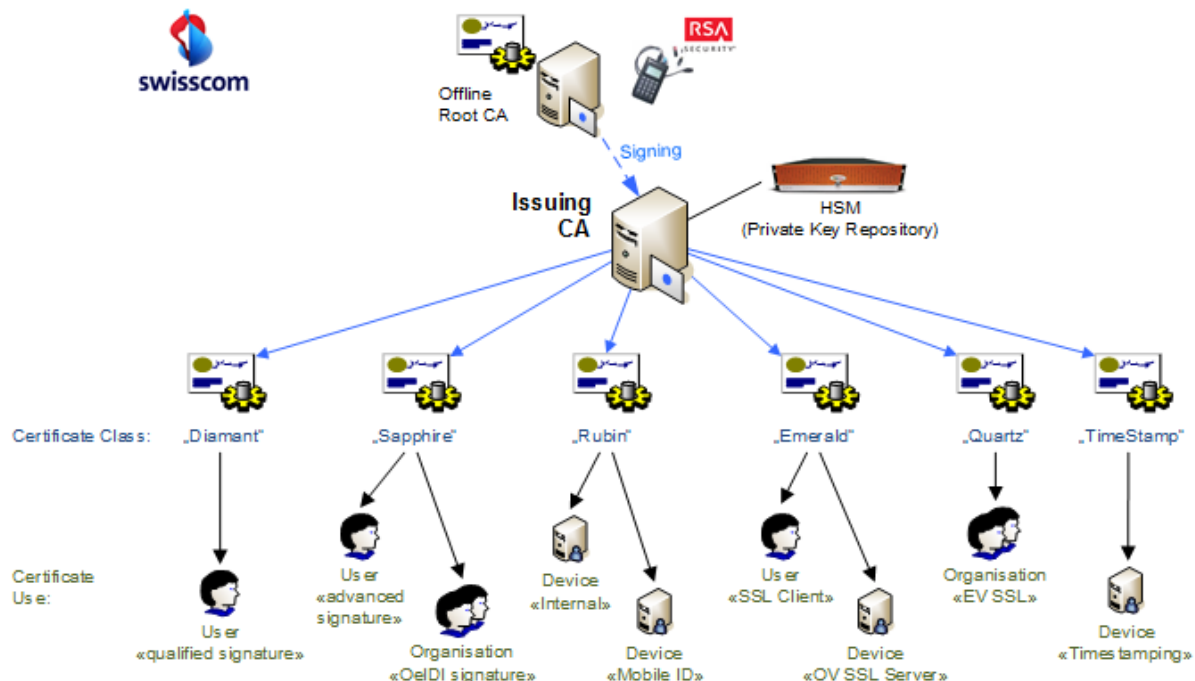 swisscom
RSA
SECURITY™
Offline
Root CA
Signing
Issuing
CA
HSM
(Private Key Repository)
Certificate Class:
„Diamant"
„Sapphire"
„Rubin"
„Emerald"
„Quartz"
„TimeStamp"
Certificate
Use:
User
«qualified signature»
User
«advanced
signature»
Organisation
«OeIDI signature»
Device
«Internal»
Device
«Mobile ID»
User
«SSL Client»
Device
«OV SSL Server»
Organisation
«EV SSL»
Device
«Timestamping»